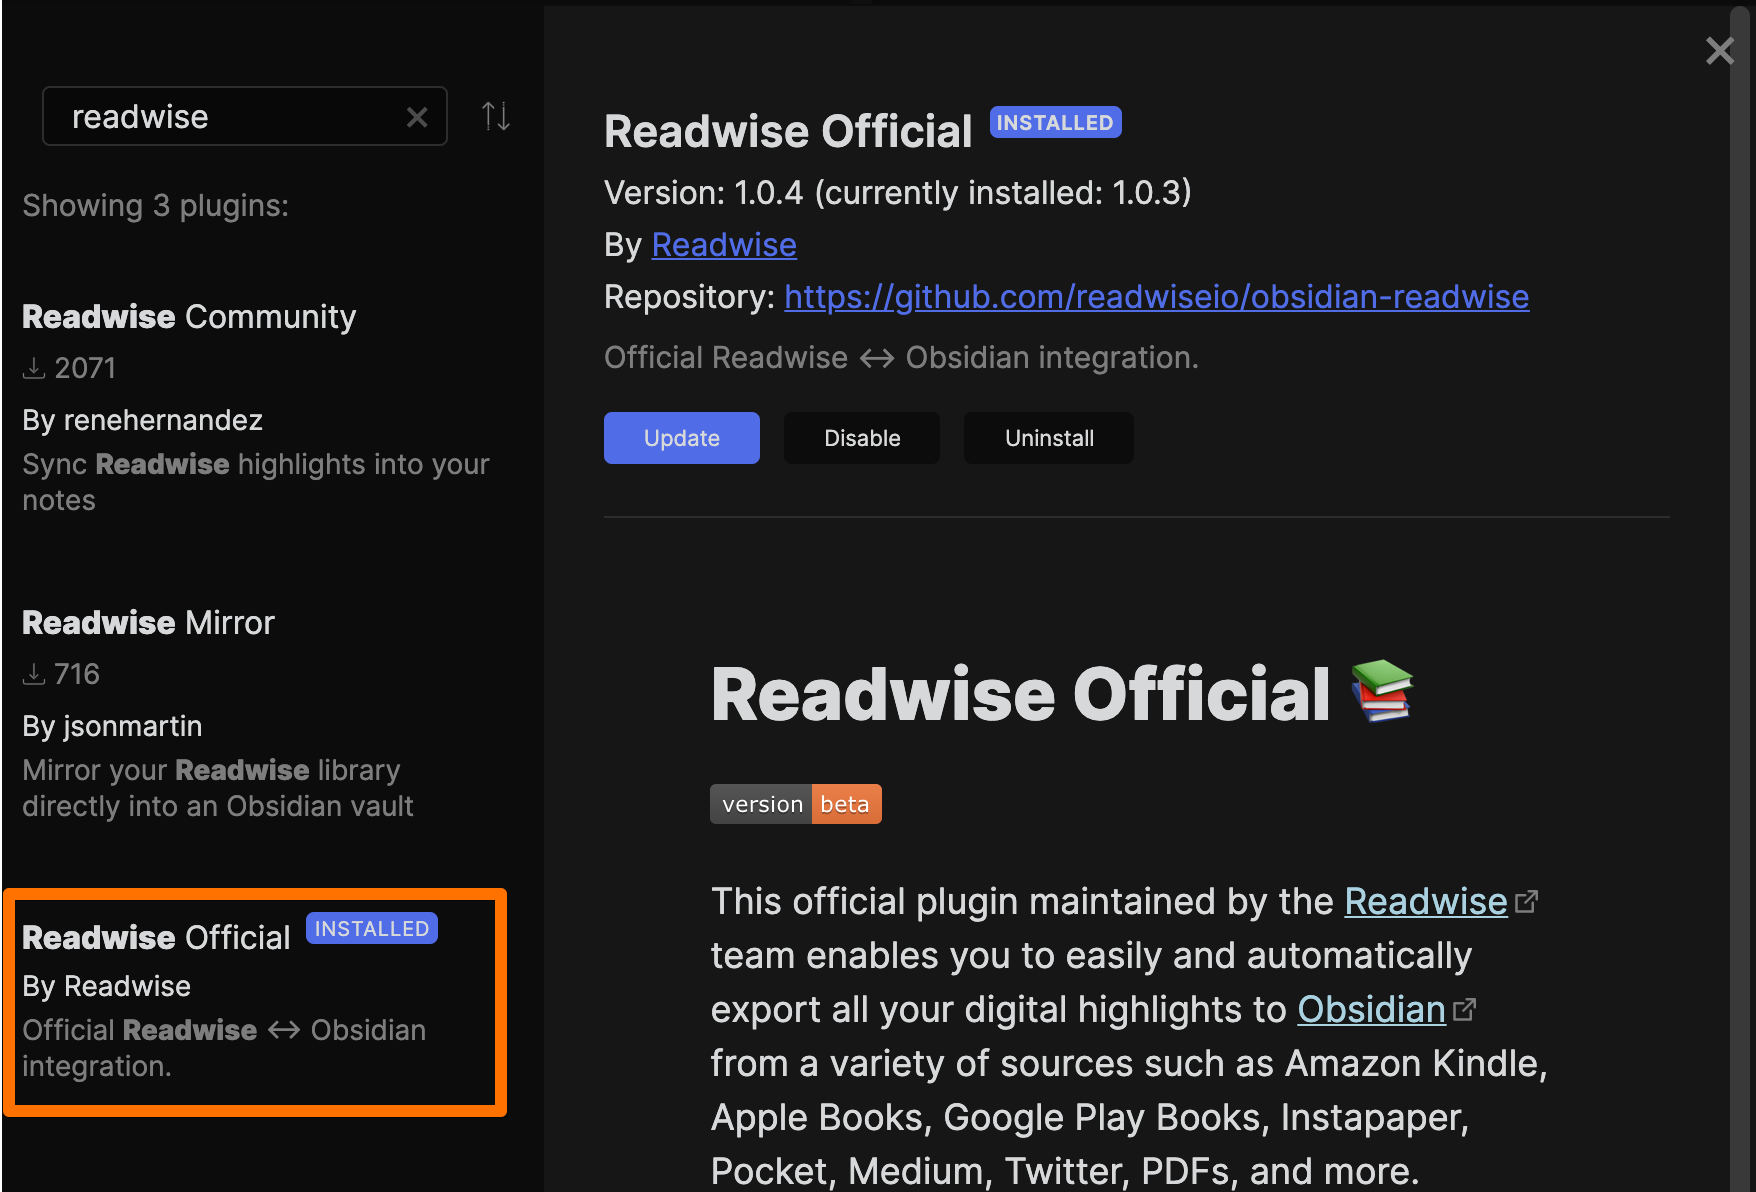 readwise
Showing 3 plugins:
Readwise Community
2071
By renehernandez
Sync Readwise highlights into your
notes
Readwise Mirror
716
By jsonmartin
Mirror your Readwise library
directly into an Obsidian vault
Readwise Official INSTALLED
By Readwise
Official Readwise ↔ Obsidian
integration.
Readwise Official INSTALLED
Version: 1.0.4 (currently installed: 1.0.3)
By Readwise
Repository: https://github.com/readwiseio/obsidian-readwise
Official Readwise ↔ Obsidian integration.
Update Disable Uninstall
Readwise Official 📚
version beta
This official plugin maintained by the Readwise
team enables you to easily and automatically
export all your digital highlights to Obsidian
from a variety of sources such as Amazon Kindle,
Apple Books, Google Play Books, Instapaper,
Pocket, Medium, Twitter, PDFs, and more.